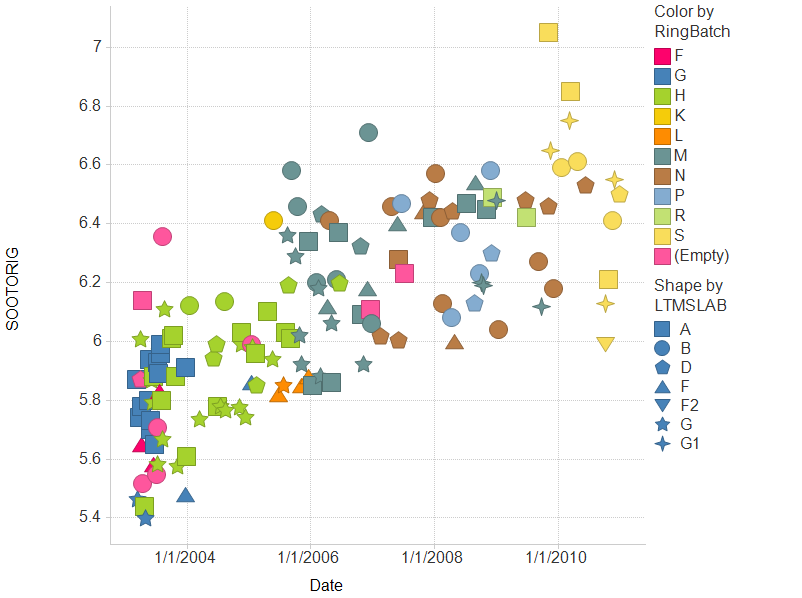 Color by
RingBatch
F
G
H
K
L
M
N
P
R
S
(Empty)
Shape by
LTMSLAB
A
B
D
F
F2
G
G1
SOOTORIG
7
6.8
6.6
6.4
6.2
6
5.8
5.6
5.4
1/1/2004
1/1/2006
1/1/2008
1/1/2010
Date